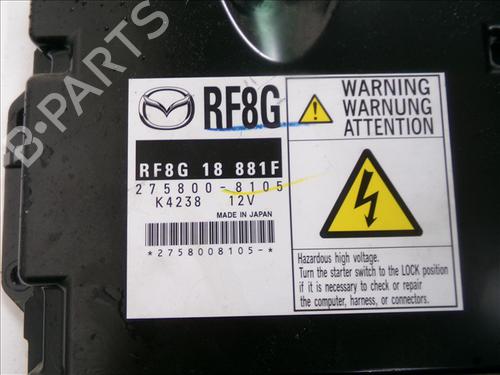 B-PARTS
RF8G
RF8G 18 881F
275800-8105
K4238 12V
MADE IN JAPAN
*2758008105-*
WARNING
WARNUNG
ATTENTION
Hazardous high voltage.
Turn the starter switch to the LOCK position
if it is necessary to check or repair
the computer, harness, or connectors.